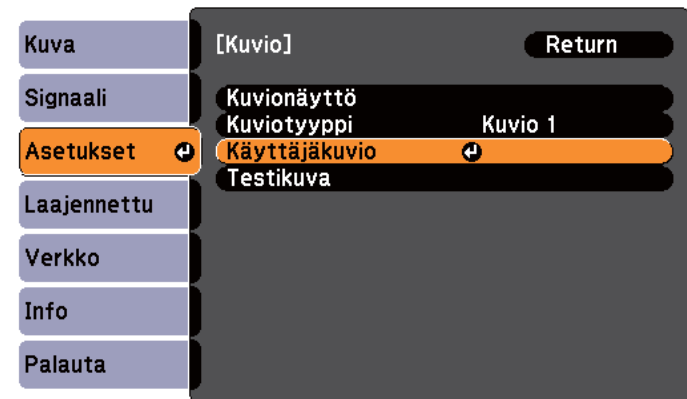 Kuva
Signaali
Asetukset
Laajennettu
Verkko
Info
Palauta
[Kuvio] Return
Kuvionäyttö
Kuviotyyppi Kuvio 1
Käyttäjäkuvio
Testikuva